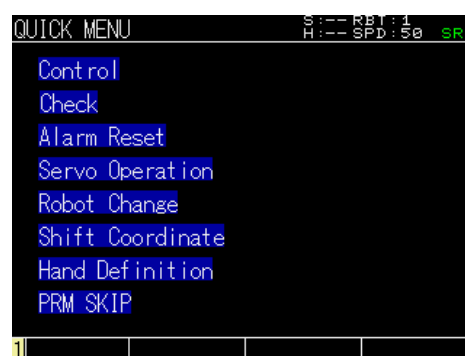 QUICK MENU S:-- RBT:1
H:-- SPD:50 SR
Control
Check
Alarm Reset
Servo Operation
Robot Change
Shift Coordinate
Hand Definition
PRM SKIP
1